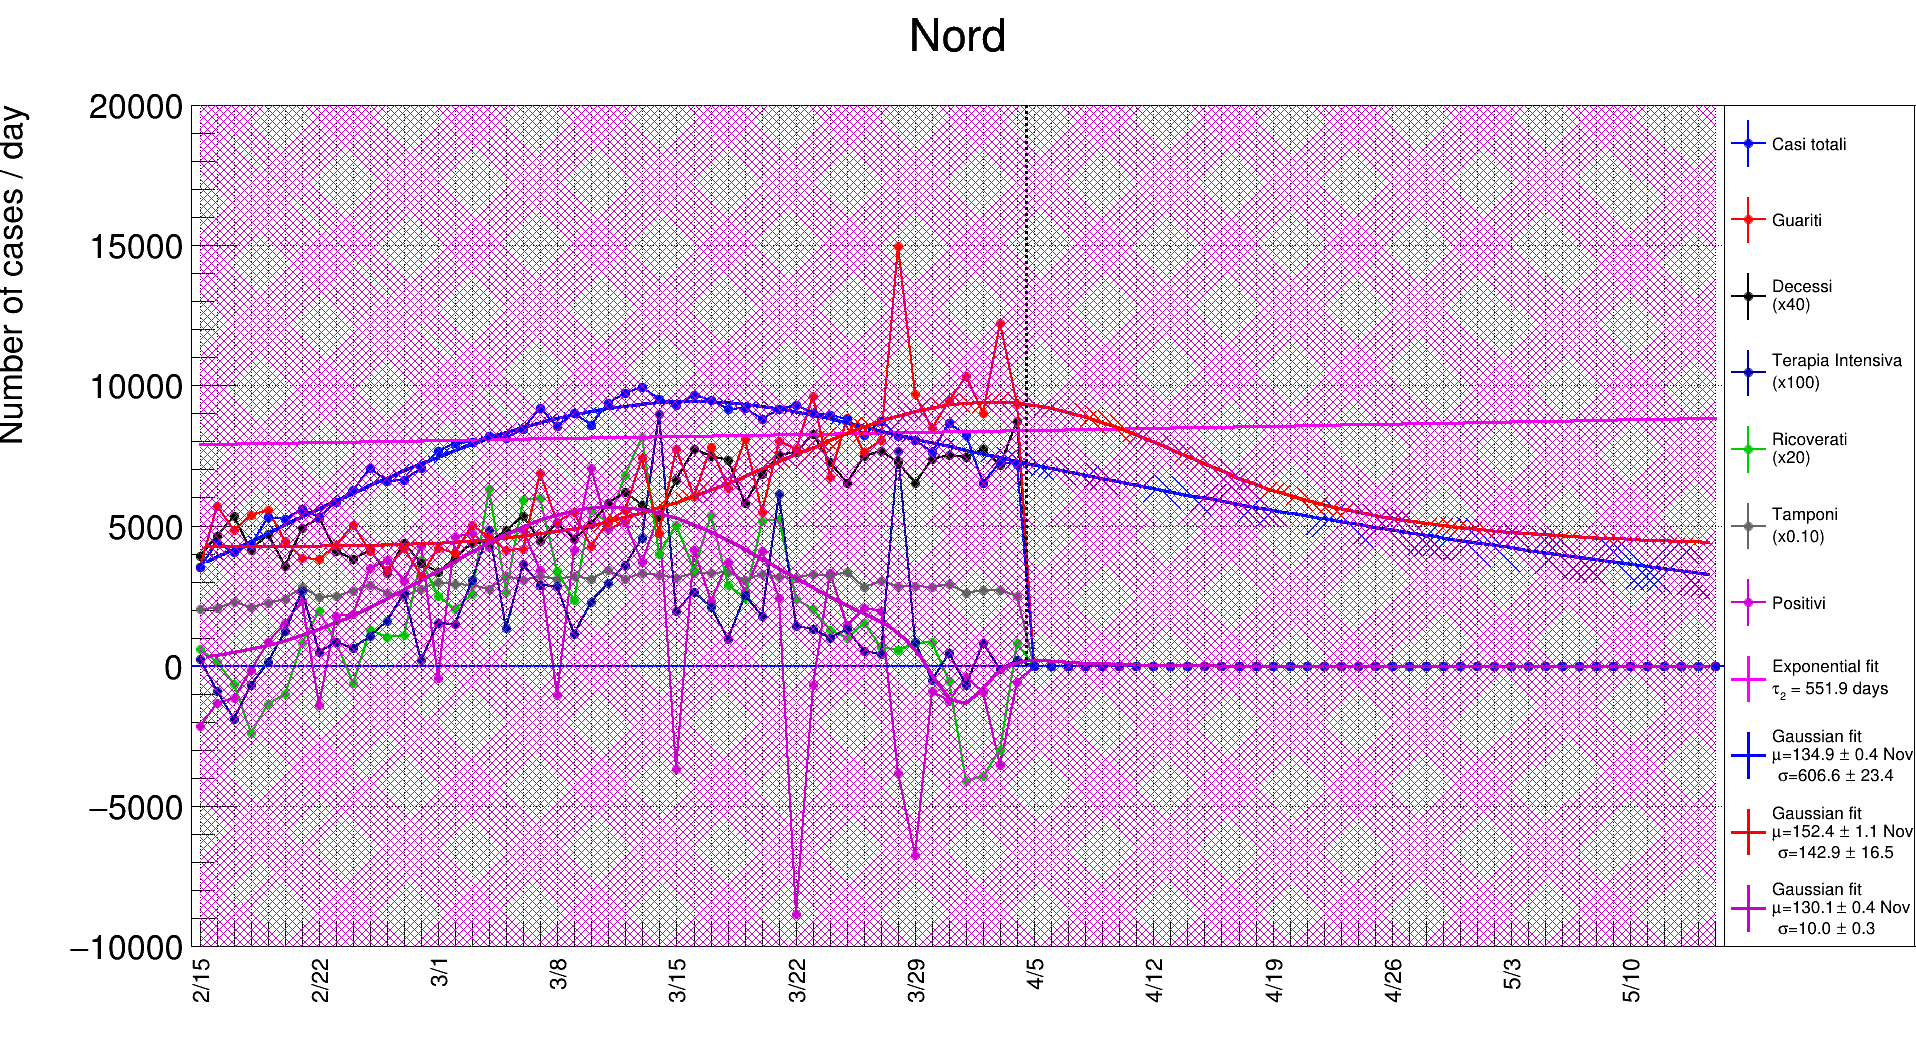 Nord
Number of cases / day
20000
15000
10000
5000
0
−5000
−10000
2/15
2/22
3/1
3/8
3/15
3/22
3/29
4/5
4/12
4/19
4/26
5/3
5/10
Casi totali
Guariti
Decessi
(x40)
Terapia Intensiva
(x100)
Ricoverati
(x20)
Tamponi
(x0.10)
Positivi
Exponential fit
τ2 = 551.9 days
Gaussian fit
μ=134.9 ± 0.4 Nov
σ=606.6 ± 23.4
Gaussian fit
μ=152.4 ± 1.1 Nov
σ=142.9 ± 16.5
Gaussian fit
μ=130.1 ± 0.4 Nov
σ=10.0 ± 0.3